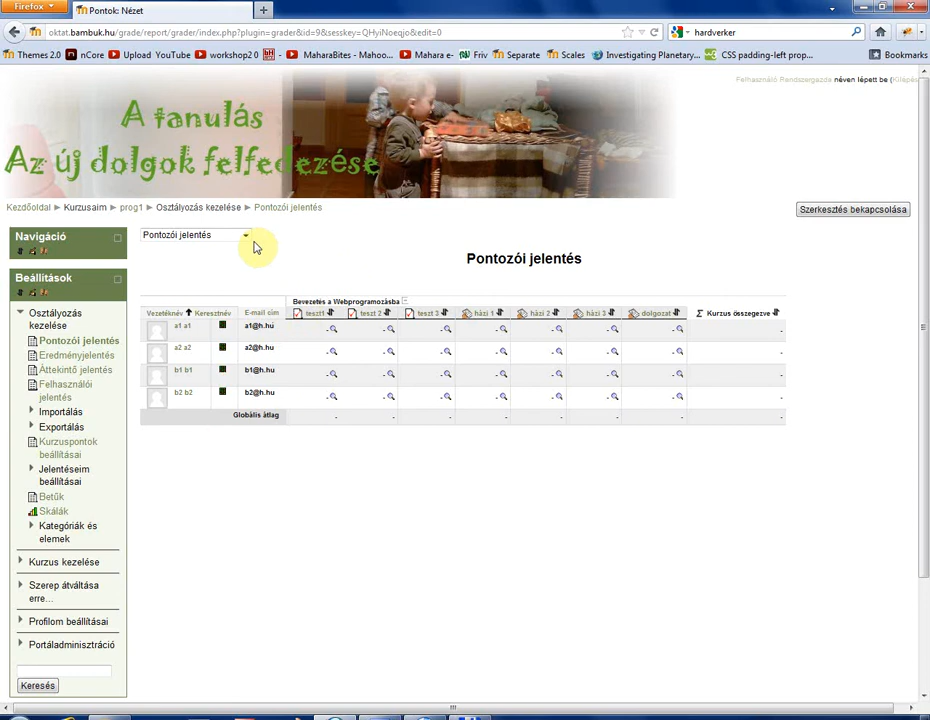 Firefox
Pontok: Nézet
oktat.bambuk.hu/grade/report/grader/index.php?plugin=grader&id=9&sesskey=QHyiNoeqjo&edit=0
hardverker
Themes 2.0
nCore
Upload
YouTube
workshop2.0
MaharaBites - Mahoo...
Mahara e-
Friv
Separate
Scales
Investigating Planetary...
CSS padding-left prop...
Bookmarks
Felhasználó Rendszergazda néven lépett be (Kilépés
A tanulás
Az új dolgok felfedezése
Kezdőoldal ► Kurzusaim ► prog1 ► Osztályozás kezelése ► Pontozói jelentés
Szerkesztés bekapcsolása
Navigáció
Beállítások
Osztályozás
kezelése
Pontozói jelentés
Eredményjelentés
Áttekintő jelentés
Felhasználói
jelentés
Importálás
Exportálás
Kurzuspontok
beállításai
Jelentéseim
beállításai
Betűk
Skálák
Kategóriák és
elemek
Kurzus kezelése
Szerep átváltása
erre...
Profilom beállításai
Portáladminisztráció
Keresés
Pontozói jelentés
Pontozói jelentés
Bevezetés a Webprogramozásba
Vezetéknév Keresztnév E-mail cím teszt1 teszt 2 teszt 3 házi 1 házi 2 házi 3 dolgozat Σ Kurzus összegezve
a1 a1 a1@h.hu - - - - - - - -
a2 a2 a2@h.hu - - - - - - - -
b1 b1 b1@h.hu - - - - - - - -
b2 b2 b2@h.hu - - - - - - - -
Globális átlag - - - - - - - -